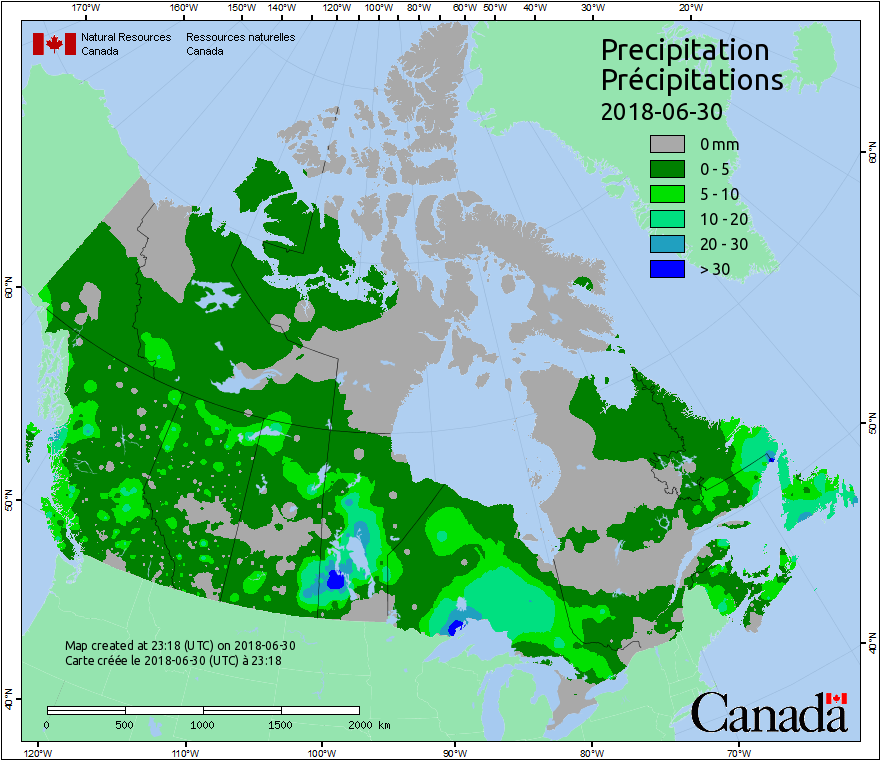 170°W 160°W 150°W 140°W 130°W 120°W 110°W 100°W 90°W 80°W 70°W 60°W 50°W 40°W 30°W 20°W
Natural Resources Canada
Ressources naturelles Canada
Precipitation
Précipitations
2018-06-30
0 mm
0 - 5
5 - 10
10 - 20
20 - 30
> 30
60°N
50°N
40°N
60°N
50°N
40°N
Map created at 23:18 (UTC) on 2018-06-30
Carte créée le 2018-06-30 (UTC) à 23:18
0 500 1000 1500 2000 km
Canada
120°W 110°W 100°W 90°W 80°W 70°W